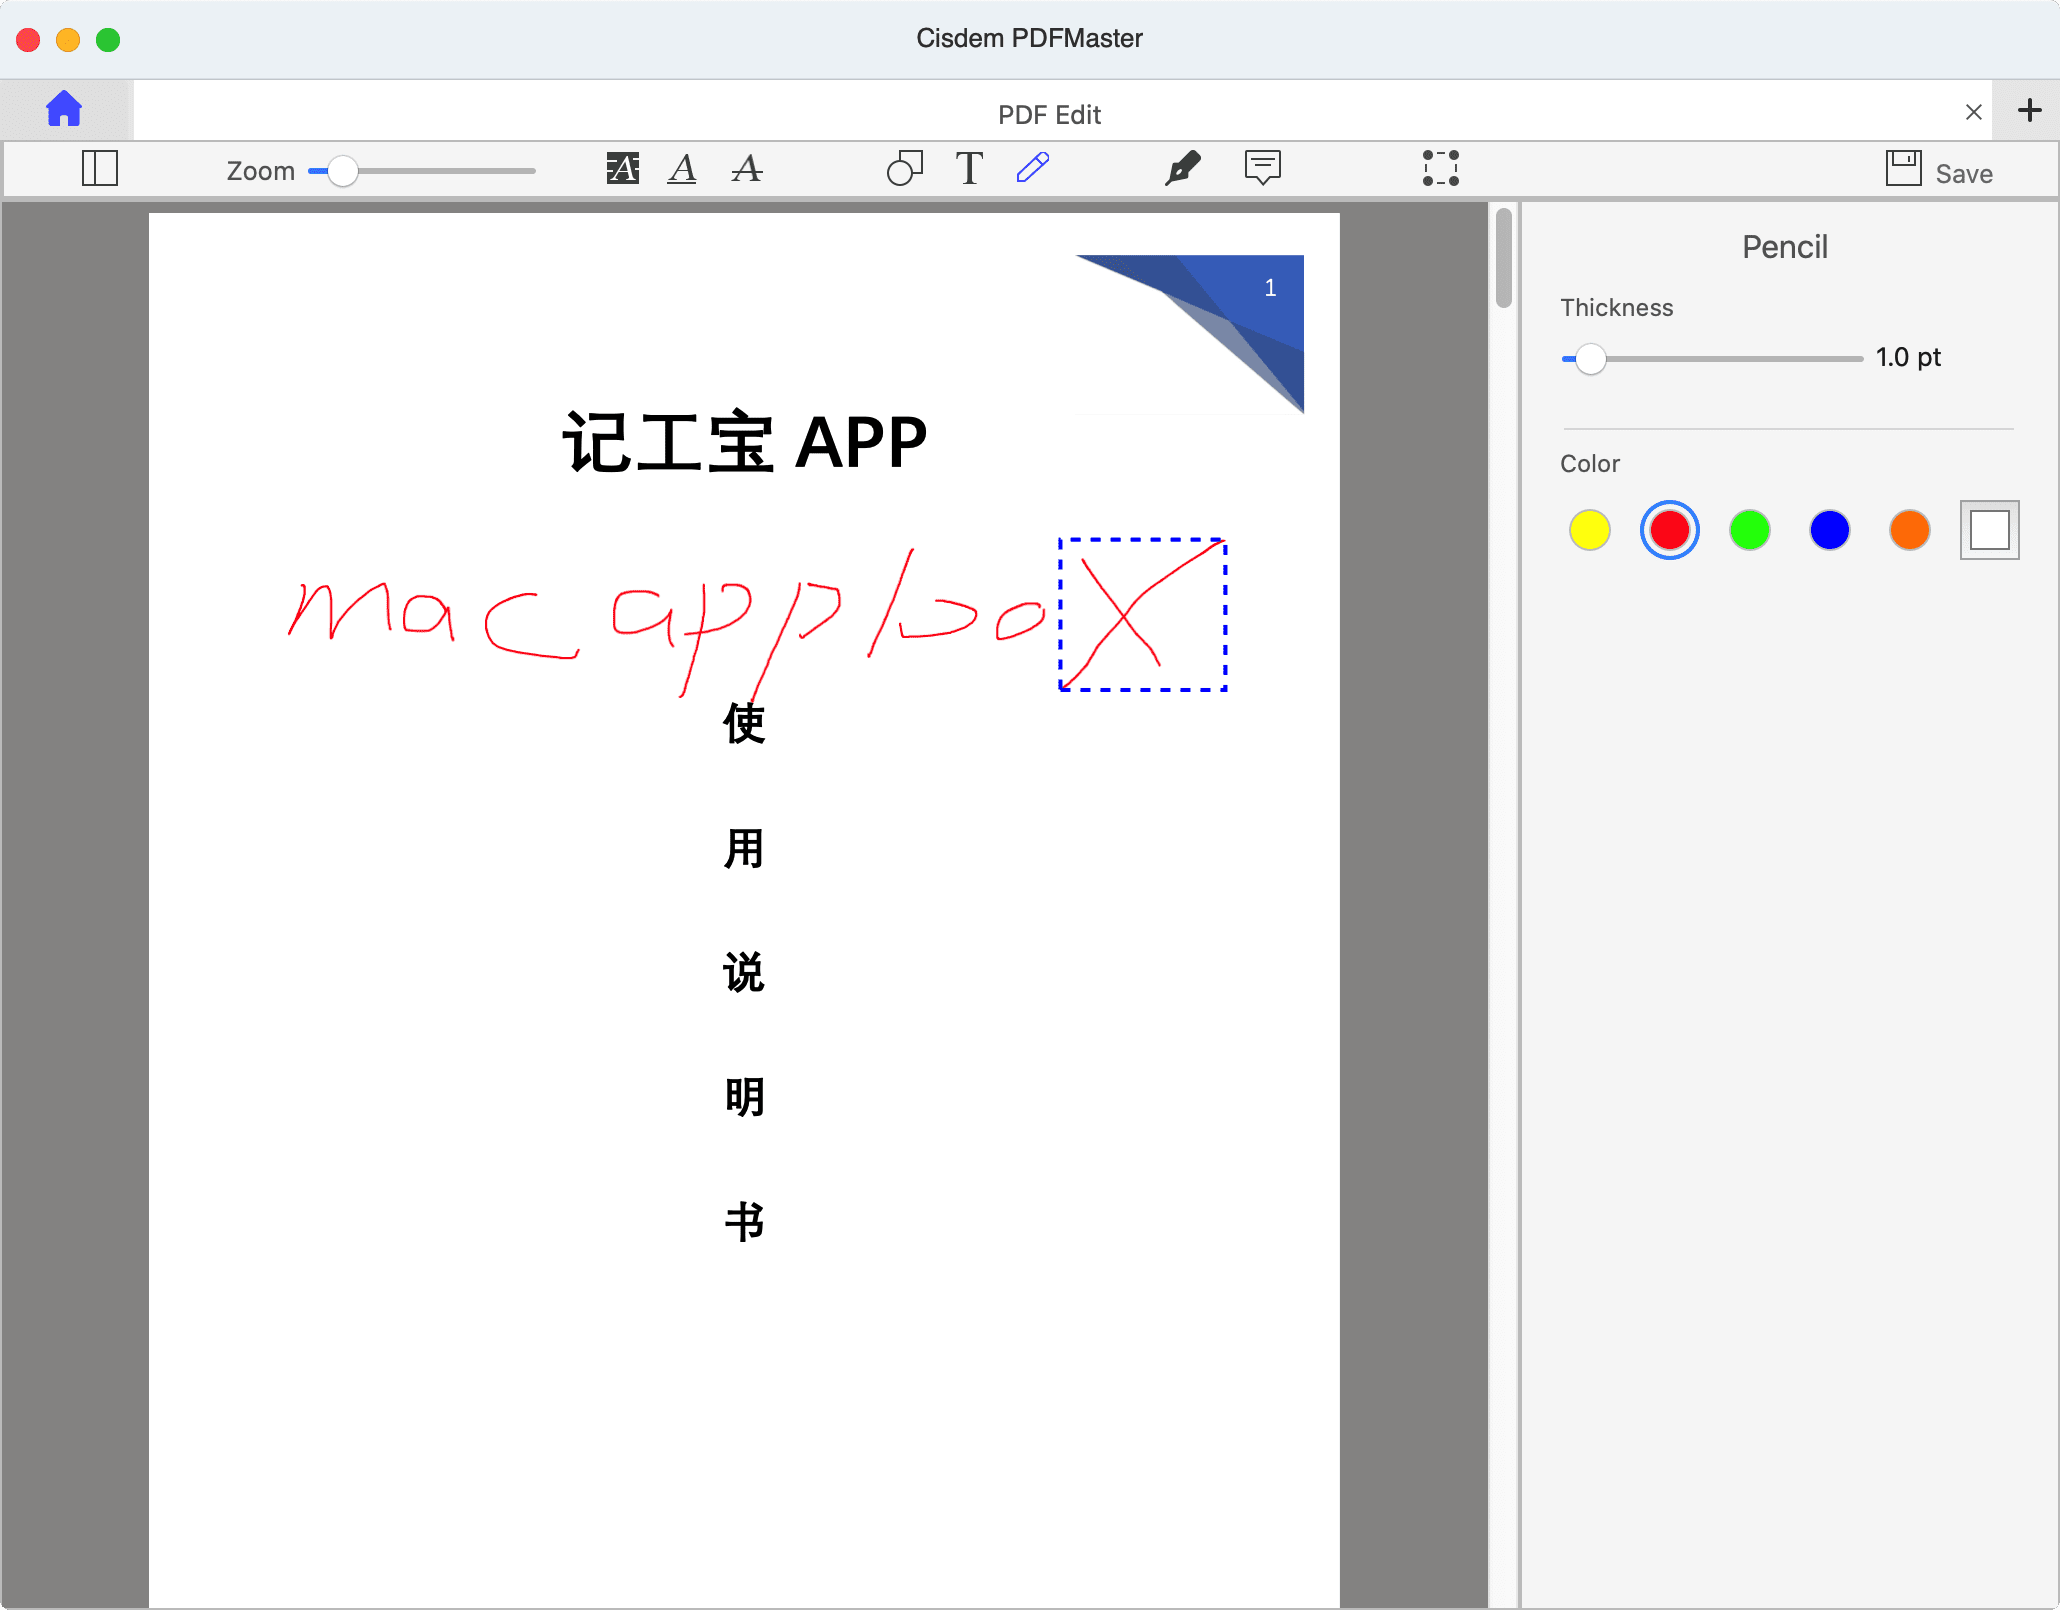 Cisdem PDFMaster
PDF Edit
Zoom
A A A
T
Save
Pencil
Thickness
1.0 pt
Color
1
记工宝 APP
macappbox
使
用
说
明
书